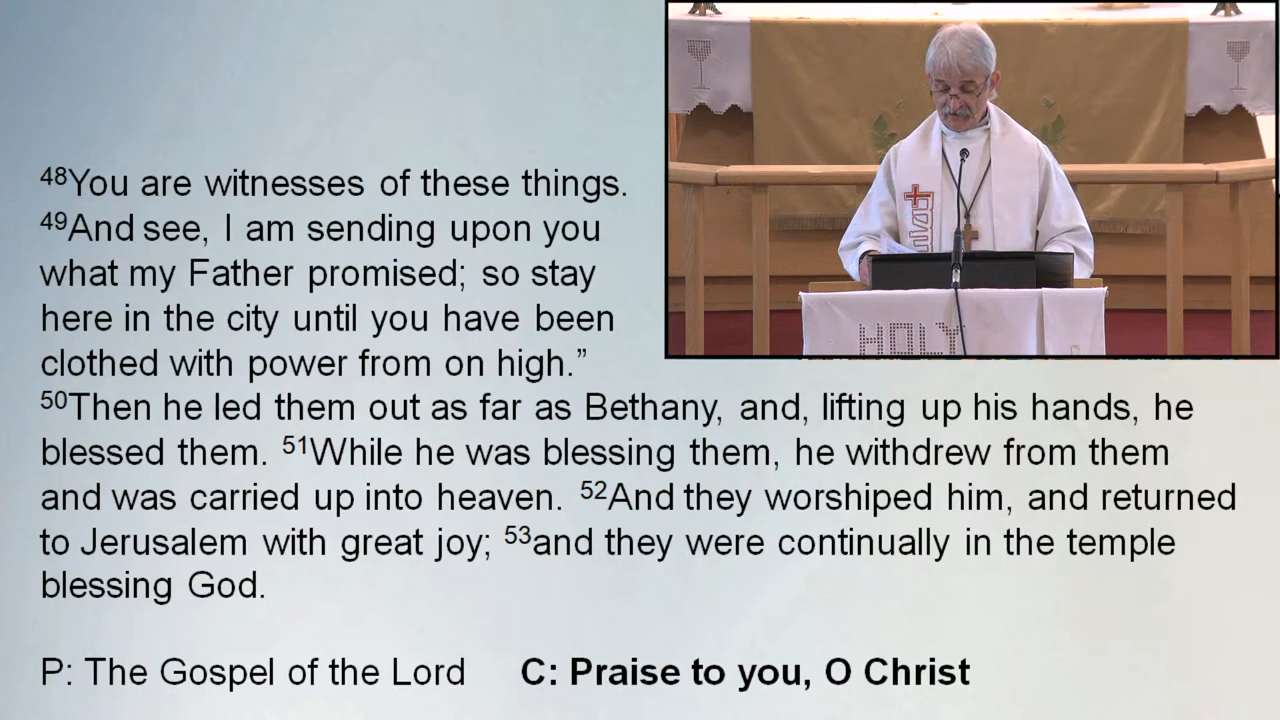 48You are witnesses of these things.
49And see, I am sending upon you
what my Father promised; so stay
here in the city until you have been
clothed with power from on high.”
50Then he led them out as far as Bethany, and, lifting up his hands, he
blessed them. 51While he was blessing them, he withdrew from them
and was carried up into heaven. 52And they worshiped him, and returned
to Jerusalem with great joy; 53and they were continually in the temple
blessing God.
P: The Gospel of the Lord C: Praise to you, O Christ
HOLY